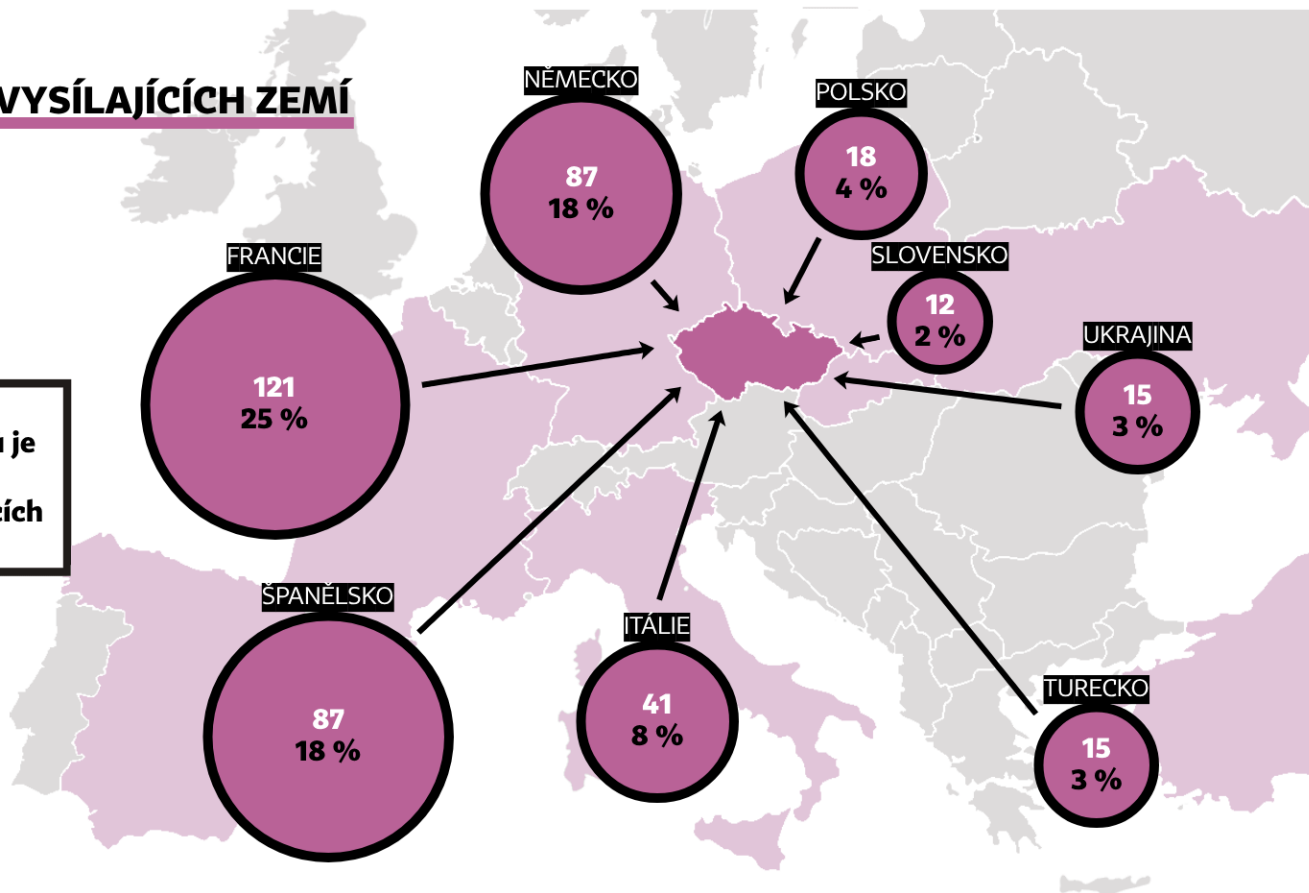 VYSÍLAJÍCÍCH ZEMÍ
NĚMECKO
87
18 %
POLSKO
18
4 %
FRANCIE
121
25 %
SLOVENSKO
12
2 %
UKRAJINA
15
3 %
je
ŠPANĚLSKO
87
18 %
ITÁLIE
41
8 %
TURECKO
15
3 %